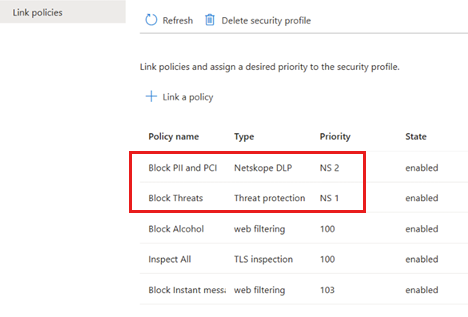 Link policies
Refresh Delete security profile
Link policies and assign a desired priority to the security profile.
Link a policy
Policy name Type Priority State
Block PII and PCI Netskope DLP NS 2 enabled
Block Threats Threat protection NS 1 enabled
Block Alcohol web filtering 100 enabled
Inspect All TLS inspection 100 enabled
Block Instant messa web filtering 103 enabled